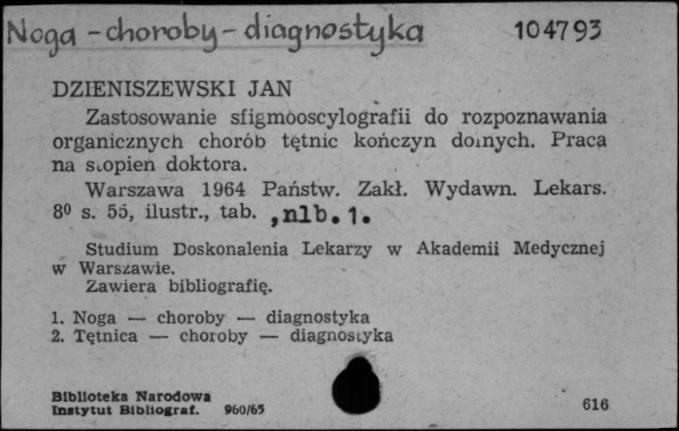 Noga - choroby - diagnostyka 104793
DZIENISZEWSKI JAN
Zastosowanie sfigmooscylografii do rozpoznawania
organicznych chorób tętnic kończyn dolnych. Praca
na stopień doktora.
Warszawa 1964 Państw. Zakł. Wydawn. Lekars.
8⁰ s. 55, ilustr., tab. , nlb. 1.
Studium Doskonalenia Lekarzy w Akademii Medycznej
w Warszawie.
Zawiera bibliografię.
1. Noga — choroby — diagnostyka
2. Tętnica — choroby — diagnostyka
Biblioteka Narodowa
Instytut Bibliograf. 960/65 616